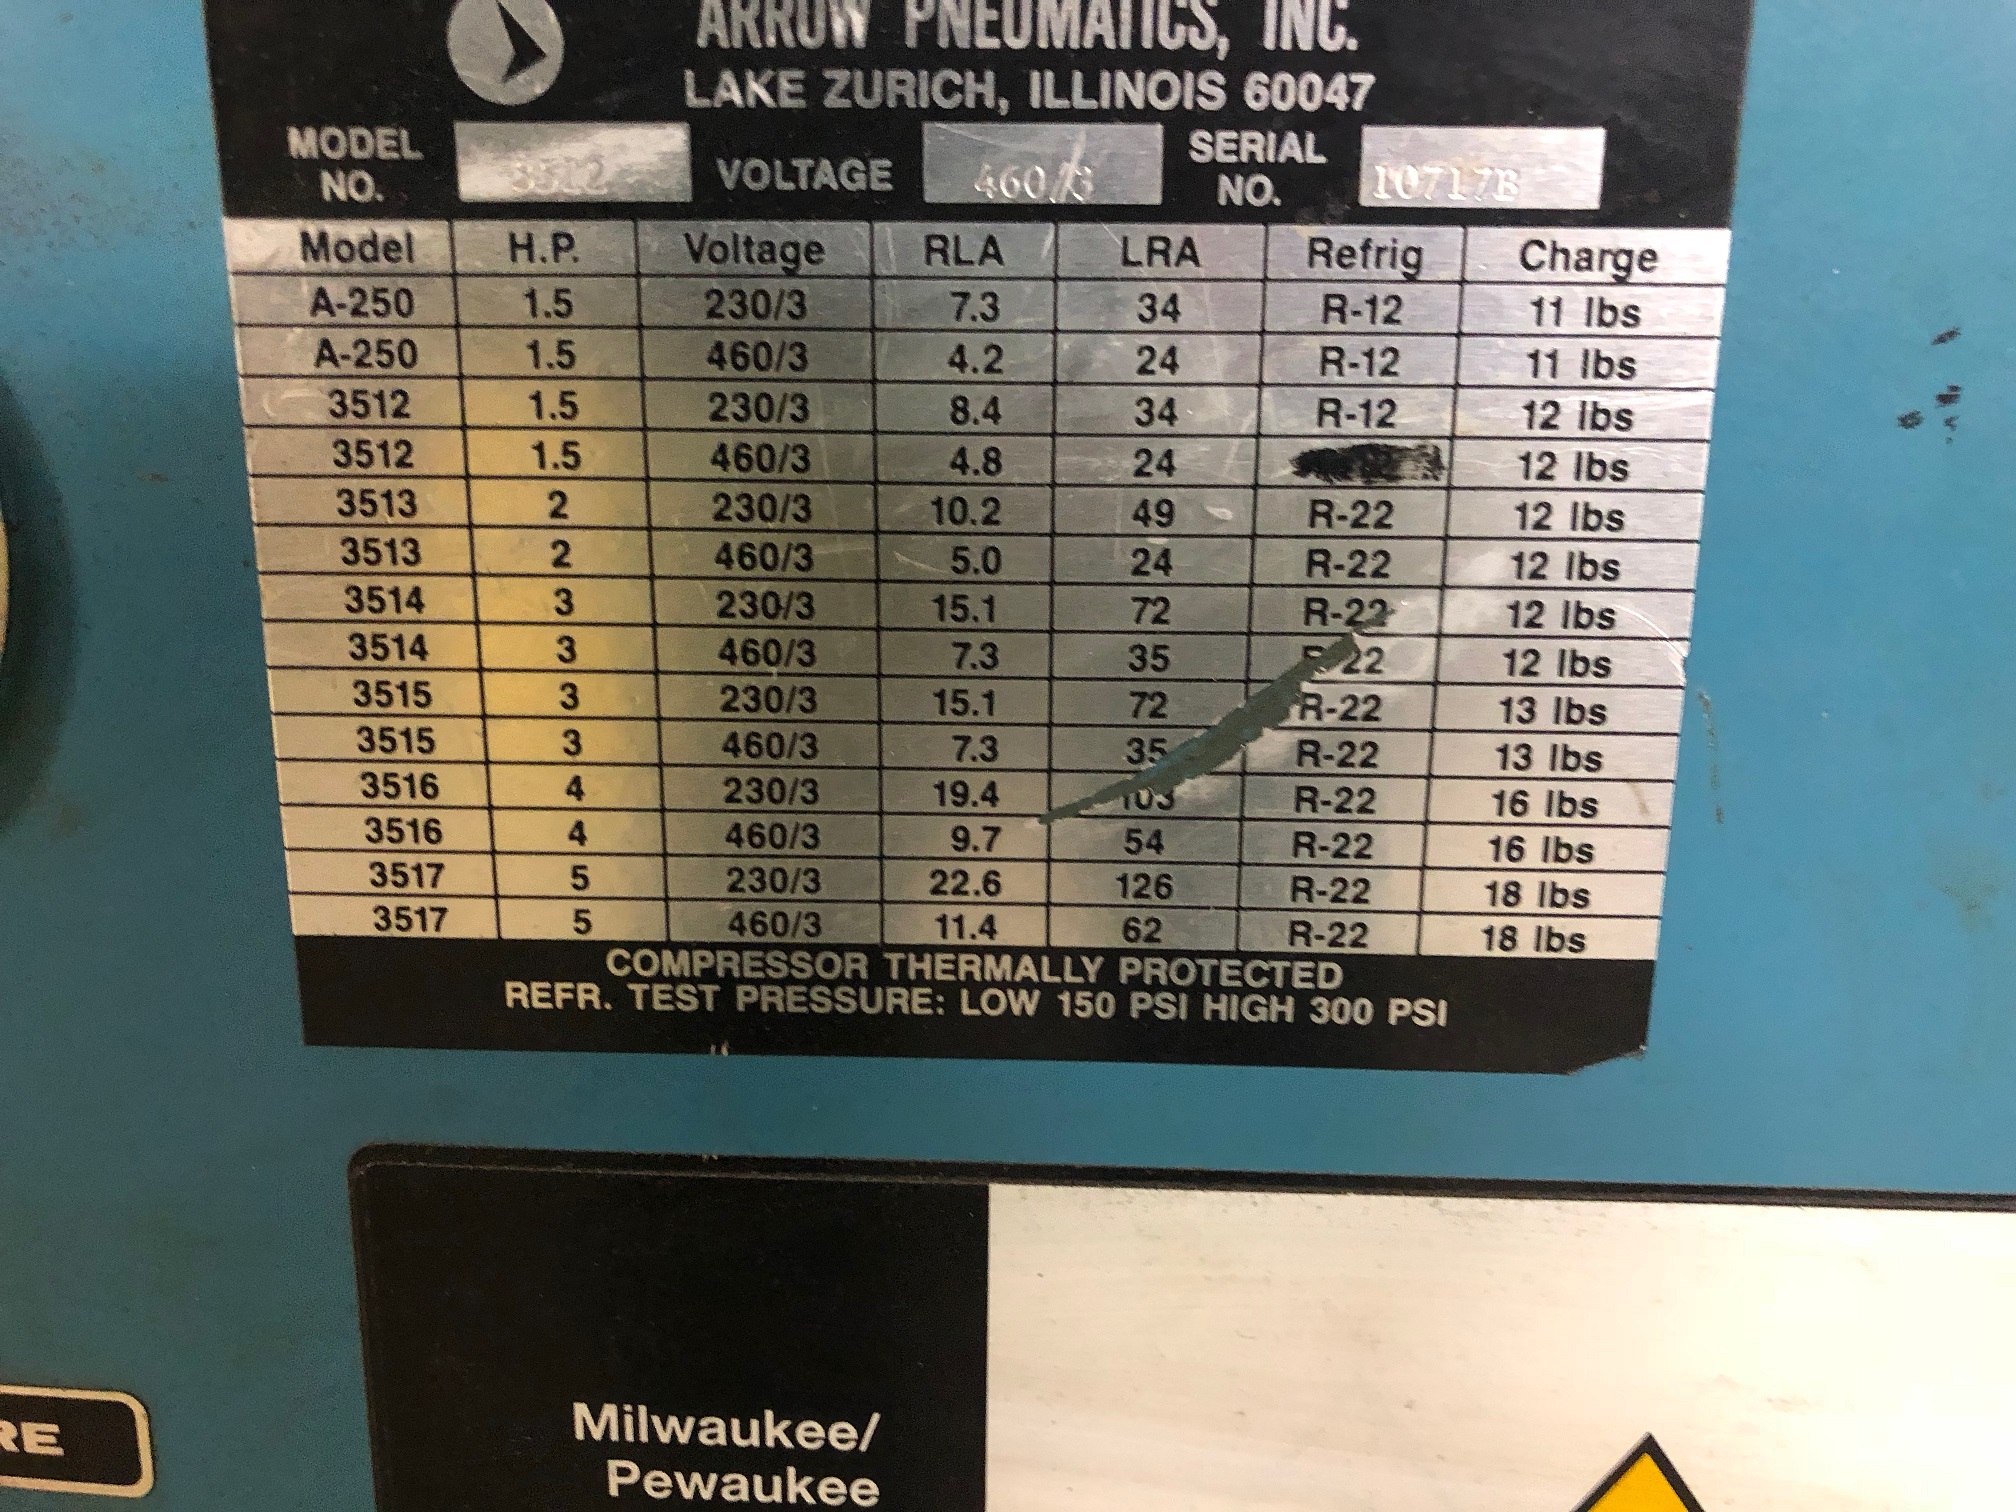 ARROW PNEUMATICS, INC.
LAKE ZURICH, ILLINOIS 60047
MODEL NO. 3512 VOLTAGE 460/3 SERIAL NO. 10717B
Model H.P. Voltage RLA LRA Refrig Charge
A-250 1.5 230/3 7.3 34 R-12 11 lbs
A-250 1.5 460/3 4.2 24 R-12 11 lbs
3512 1.5 230/3 8.4 34 R-12 12 lbs
3512 1.5 460/3 4.8 24 12 lbs
3513 2 230/3 10.2 49 R-22 12 lbs
3513 2 460/3 5.0 24 R-22 12 lbs
3514 3 230/3 15.1 72 R-22 12 lbs
3514 3 460/3 7.3 35 R-22 12 lbs
3515 3 230/3 15.1 72 R-22 13 lbs
3515 3 460/3 7.3 35 R-22 13 lbs
3516 4 230/3 19.4 103 R-22 16 lbs
3516 4 460/3 9.7 54 R-22 16 lbs
3517 5 230/3 22.6 126 R-22 18 lbs
3517 5 460/3 11.4 62 R-22 18 lbs
COMPRESSOR THERMALLY PROTECTED
REFR. TEST PRESSURE: LOW 150 PSI HIGH 300 PSI
RE
Milwaukee/
Pewaukee